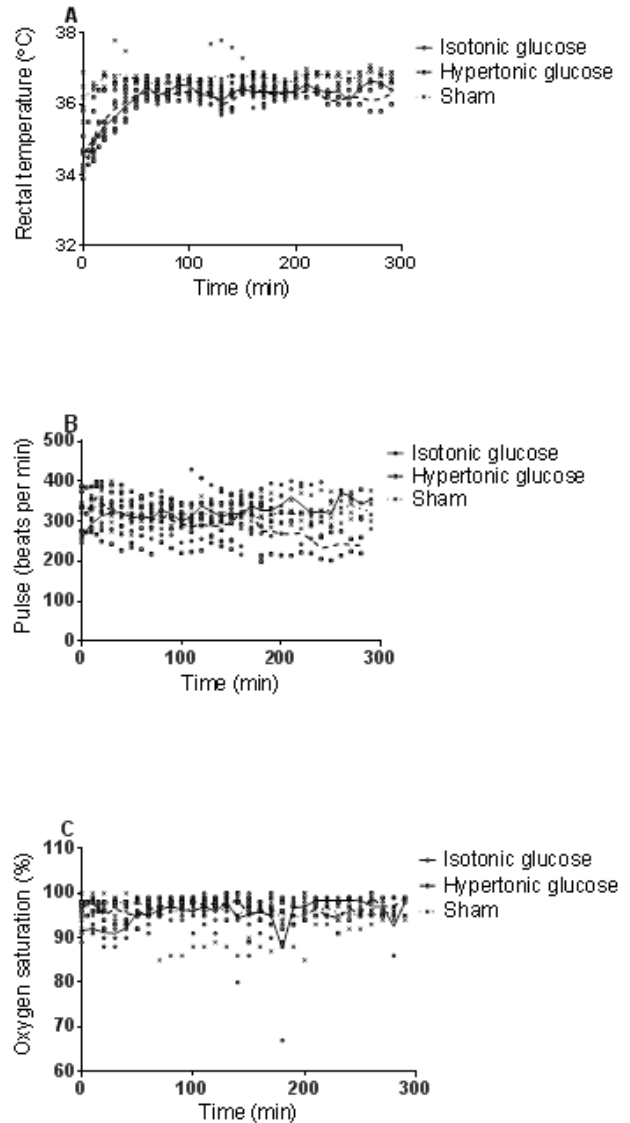 A
38
36
34
32
Rectal temperature (°C)
0
100
200
300
Time (min)
Isotonic glucose
Hypertonic glucose
Sham
B
500
400
300
200
100
0
Pulse (beats per min)
0
100
200
300
Time (min)
Isotonic glucose
Hypertonic glucose
Sham
C
110
100
90
80
70
60
Oxygen saturation (%)
0
100
200
300
Time (min)
Isotonic glucose
Hypertonic glucose
Sham